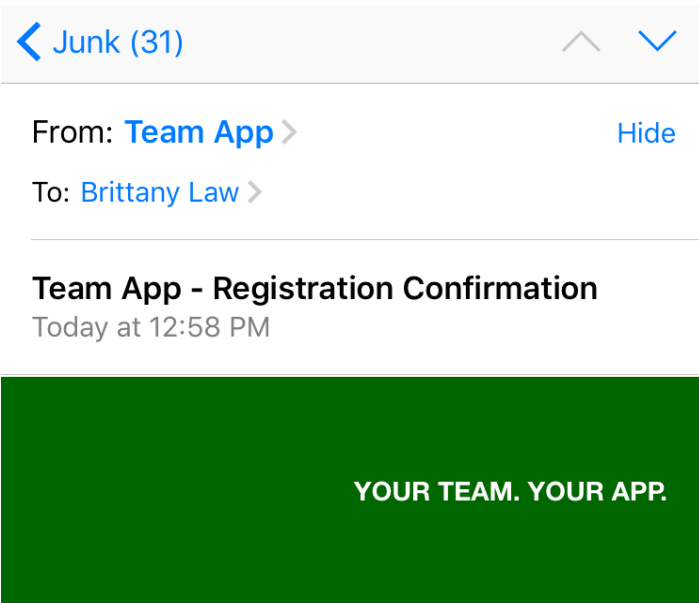 Junk (31)
From: Team App
Hide
To: Brittany Law
Team App - Registration Confirmation
Today at 12:58 PM
YOUR TEAM. YOUR APP.